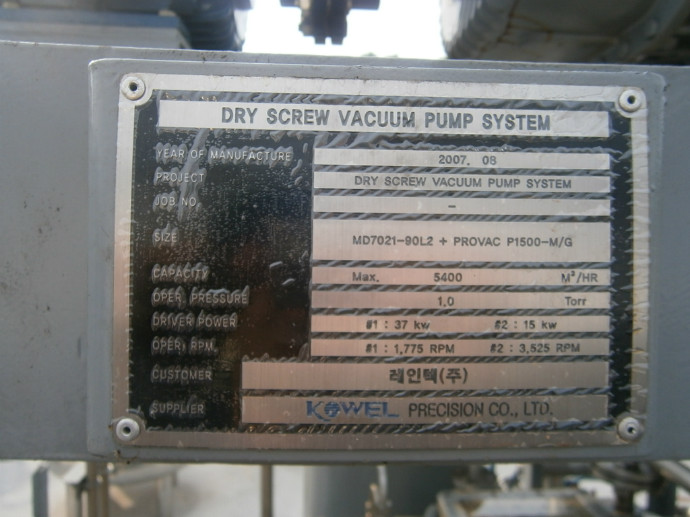 DRY SCREW VACUUM PUMP SYSTEM
YEAR OF MANUFACTURE 2007. 08
PROJECT DRY SCREW VACUUM PUMP SYSTEM
JOB NO. -
SIZE MD7021-90L2 + PROVAC P1500-M/G
CAPACITY Max. 5400 M³/HR
OPER. PRESSURE 1.0 Torr
DRIVER POWER #1 : 37 kw #2 : 15 kw
OPER. RPM. #1 : 1,775 RPM #2 : 3,525 RPM
CUSTOMER 레인텍(주)
SUPPLIER KOWEL PRECISION CO., LTD.